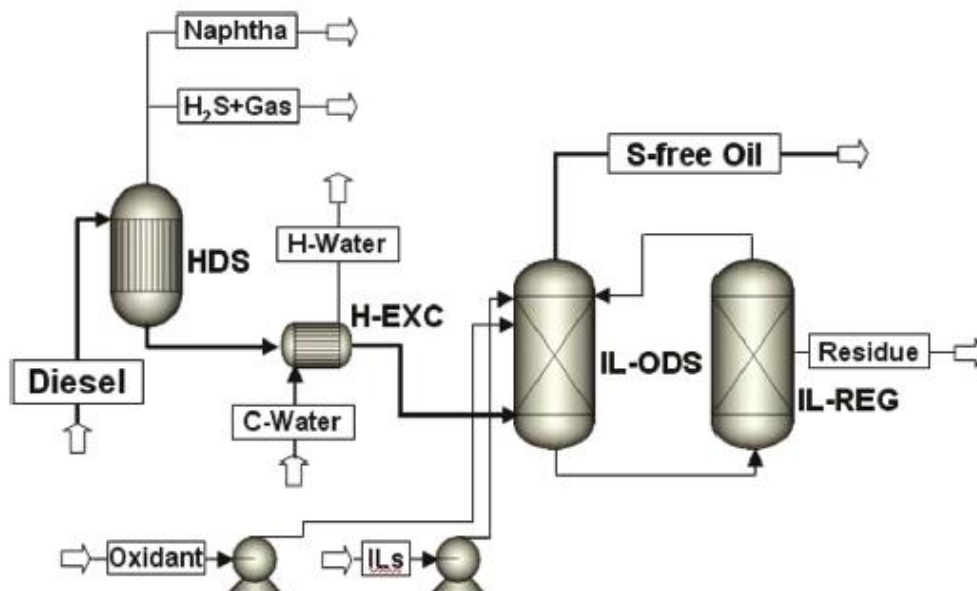 Naphtha
H₂S+Gas
S-free Oil
H-Water
HDS
H-EXC
Diesel
C-Water
IL-ODS
Residue
IL-REG
Oxidant
ILs